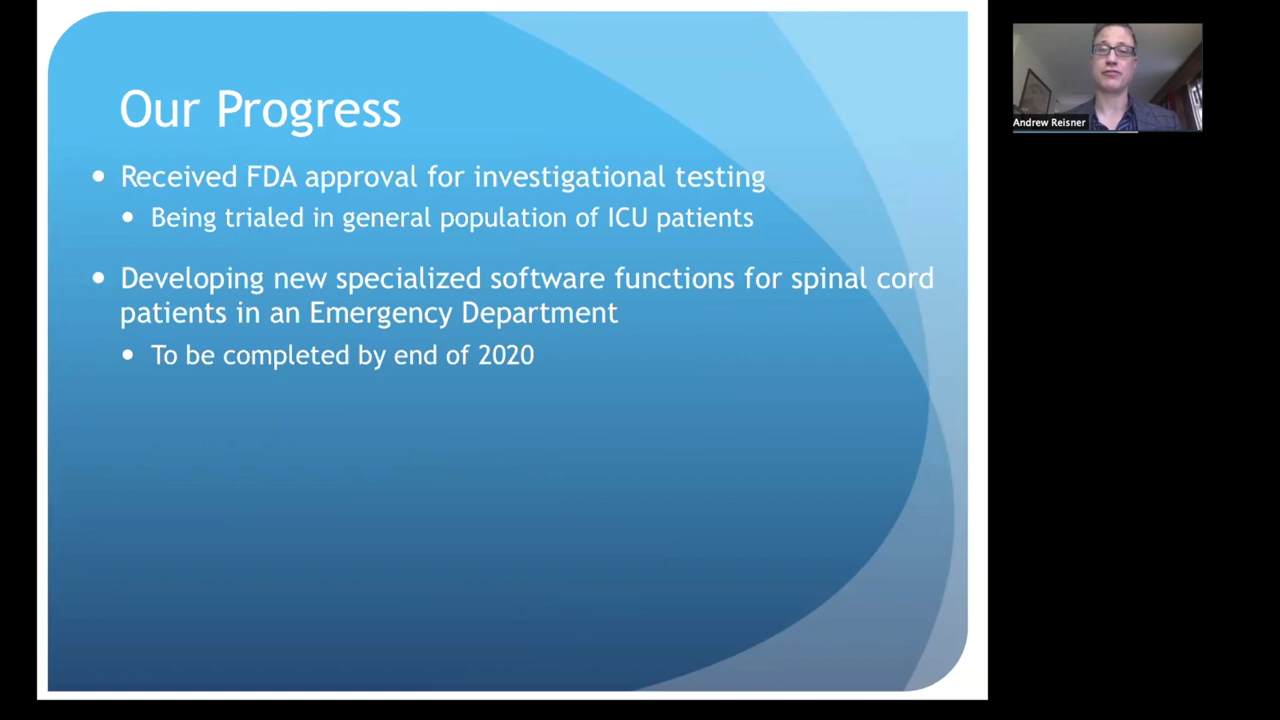 Our Progress
• Received FDA approval for investigational testing
• Being trialed in general population of ICU patients
• Developing new specialized software functions for spinal cord
patients in an Emergency Department
• To be completed by end of 2020
Andrew Reisner